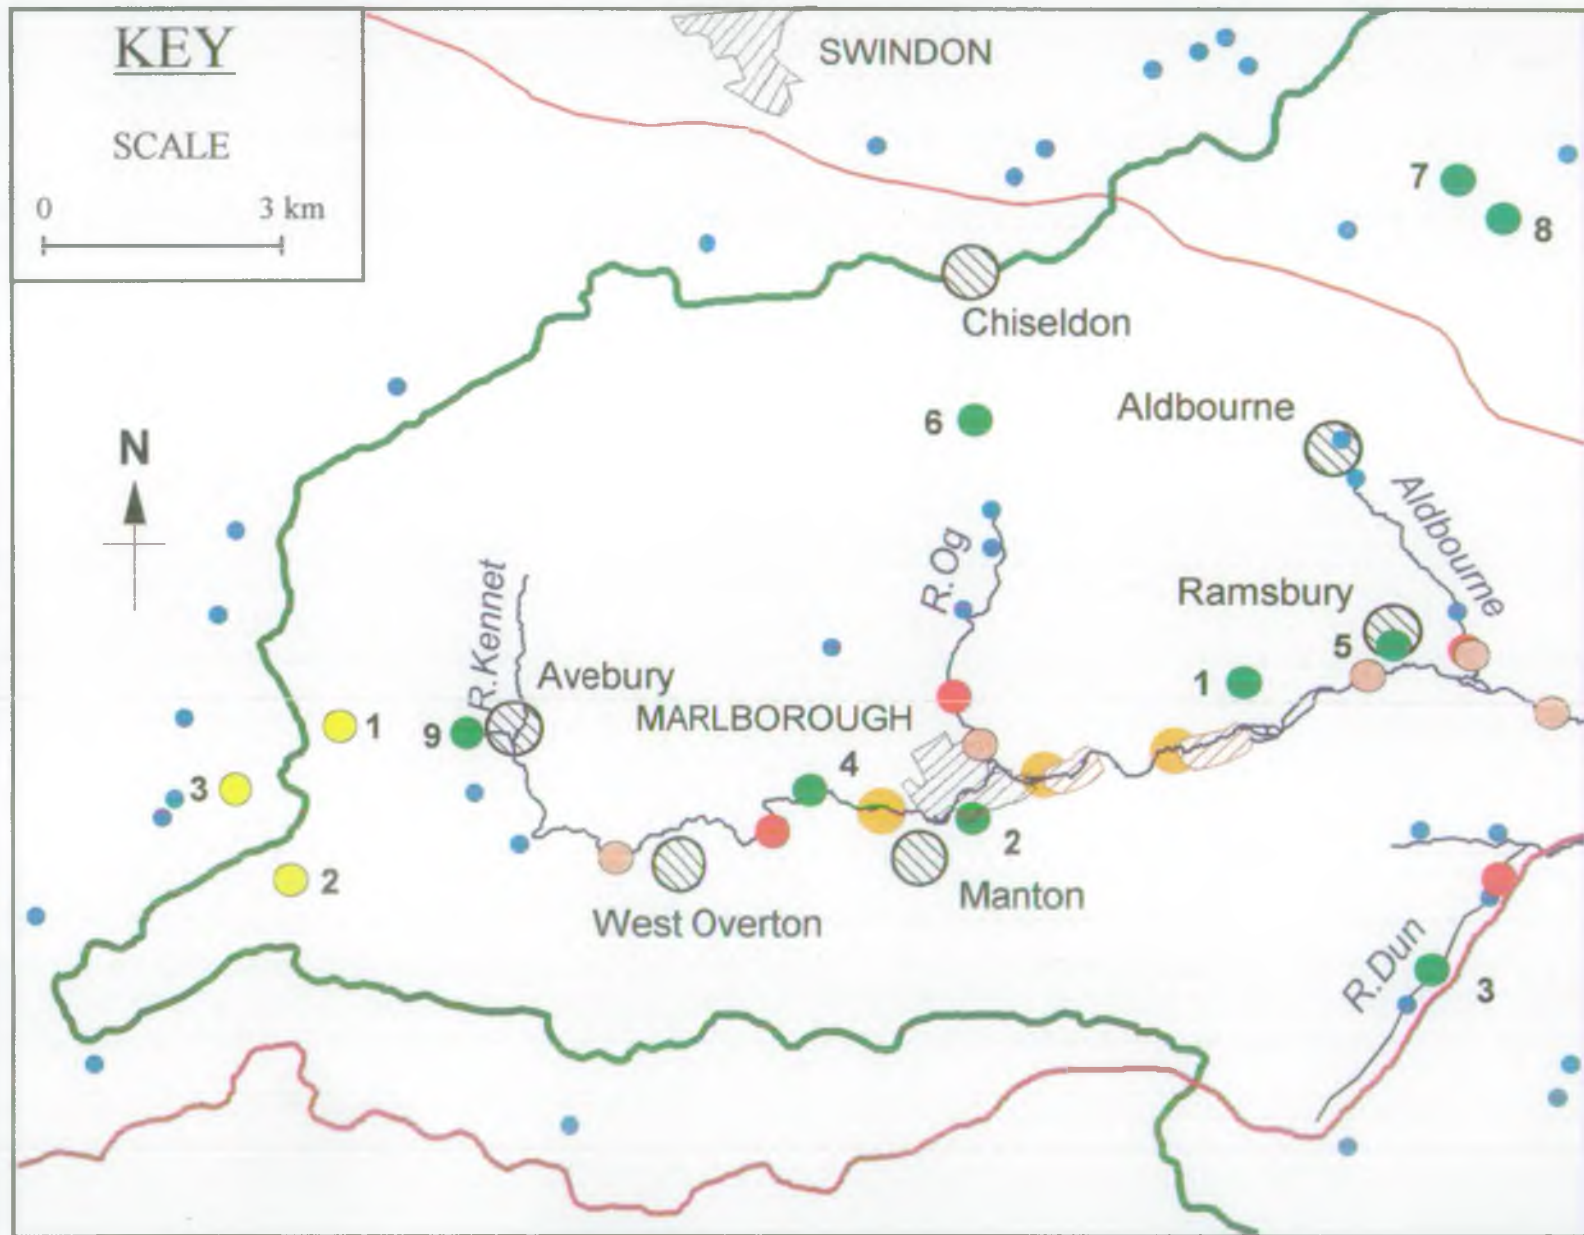 KEY
SCALE
0 3 km
SWINDON
7
8
Chiseldon
N
6
Aldbourne
Aldbourne
R.Og
R.Kennet
Ramsbury
5
Avebury
1
MARLBOROUGH
1
9
3
4
2
2
Manton
West Overton
R.Dun
3